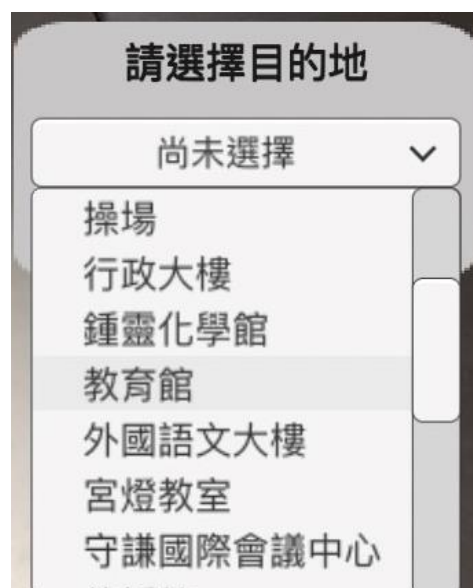 請選擇目的地
尚未選擇
操場
行政大樓
鍾靈化學館
教育館
外國語文大樓
宮燈教室
守謙國際會議中心